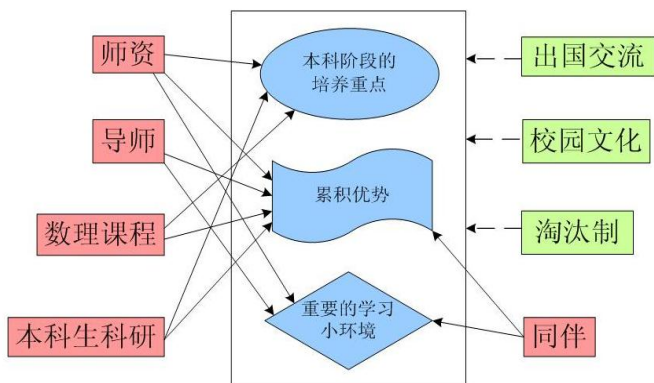 师资
导师
数理课程
本科生科研
本科阶段的
培养重点
累积优势
重要的学习
小环境
出国交流
校园文化
淘汰制
同伴